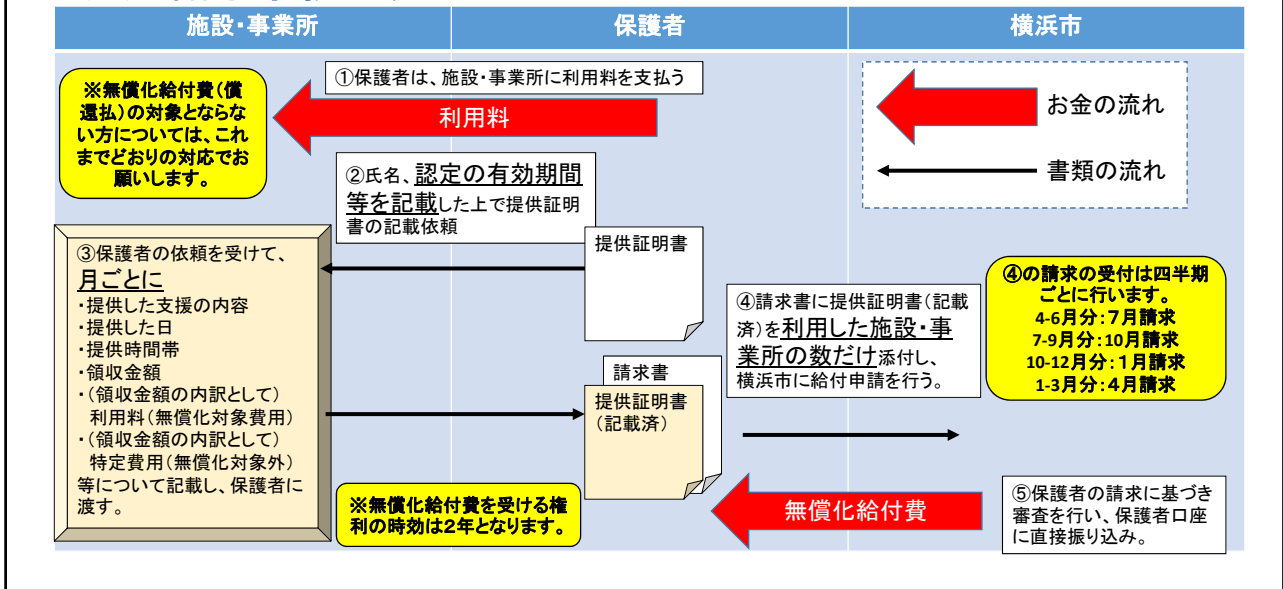 施設・事業所
保護者
横浜市
※無償化給付費(償
還払)の対象とならな
い方については、これ
までどおりの対応でお
願いします。
①保護者は、施設・事業所に利用料を支払う
利用料
お金の流れ
書類の流れ
②氏名、認定の有効期間
等を記載した上で提供証明
書の記載依頼
提供証明書
③保護者の依頼を受けて、
月ごとに
・提供した支援の内容
・提供した日
・提供時間帯
・領収金額
・(領収金額の内訳として)
利用料(無償化対象費用)
・(領収金額の内訳として)
特定費用(無償化対象外)
等について記載し、保護者に
渡す。
請求書
提供証明書
(記載済)
④請求書に提供証明書(記載
済)を利用した施設・事
業所の数だけ添付し、
横浜市に給付申請を行う。
④の請求の受付は四半期
ごとに行います。
4-6月分:7月請求
7-9月分:10月請求
10-12月分:1月請求
1-3月分:4月請求
※無償化給付費を受ける権
利の時効は2年となります。
無償化給付費
⑤保護者の請求に基づき
審査を行い、保護者口座
に直接振り込み。